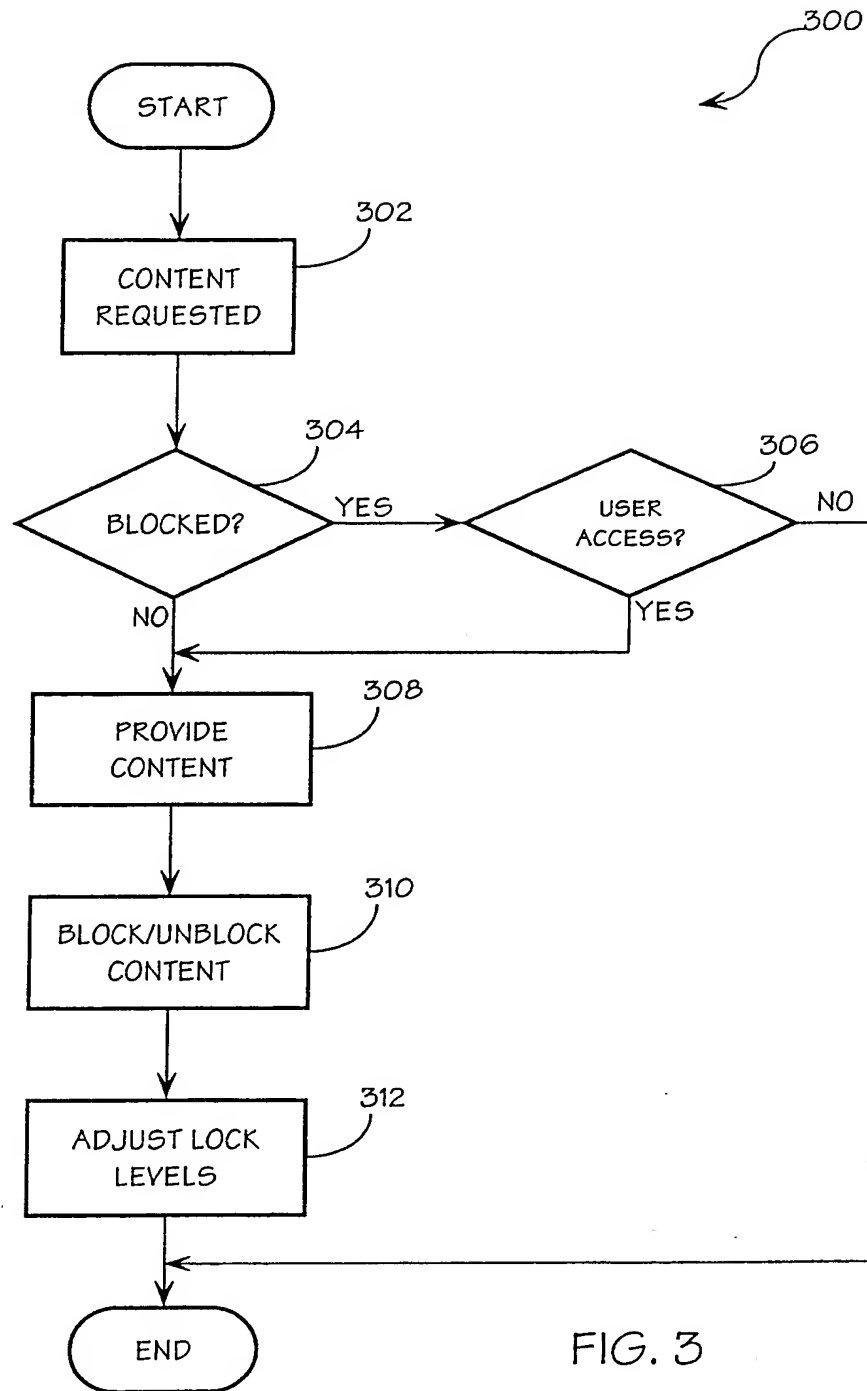 300
START
302
CONTENT
REQUESTED
304
306
BLOCKED?
YES
USER
ACCESS?
NO
NO
YES
308
PROVIDE
CONTENT
310
BLOCK/UNBLOCK
CONTENT
312
ADJUST LOCK
LEVELS
END
FIG. 3